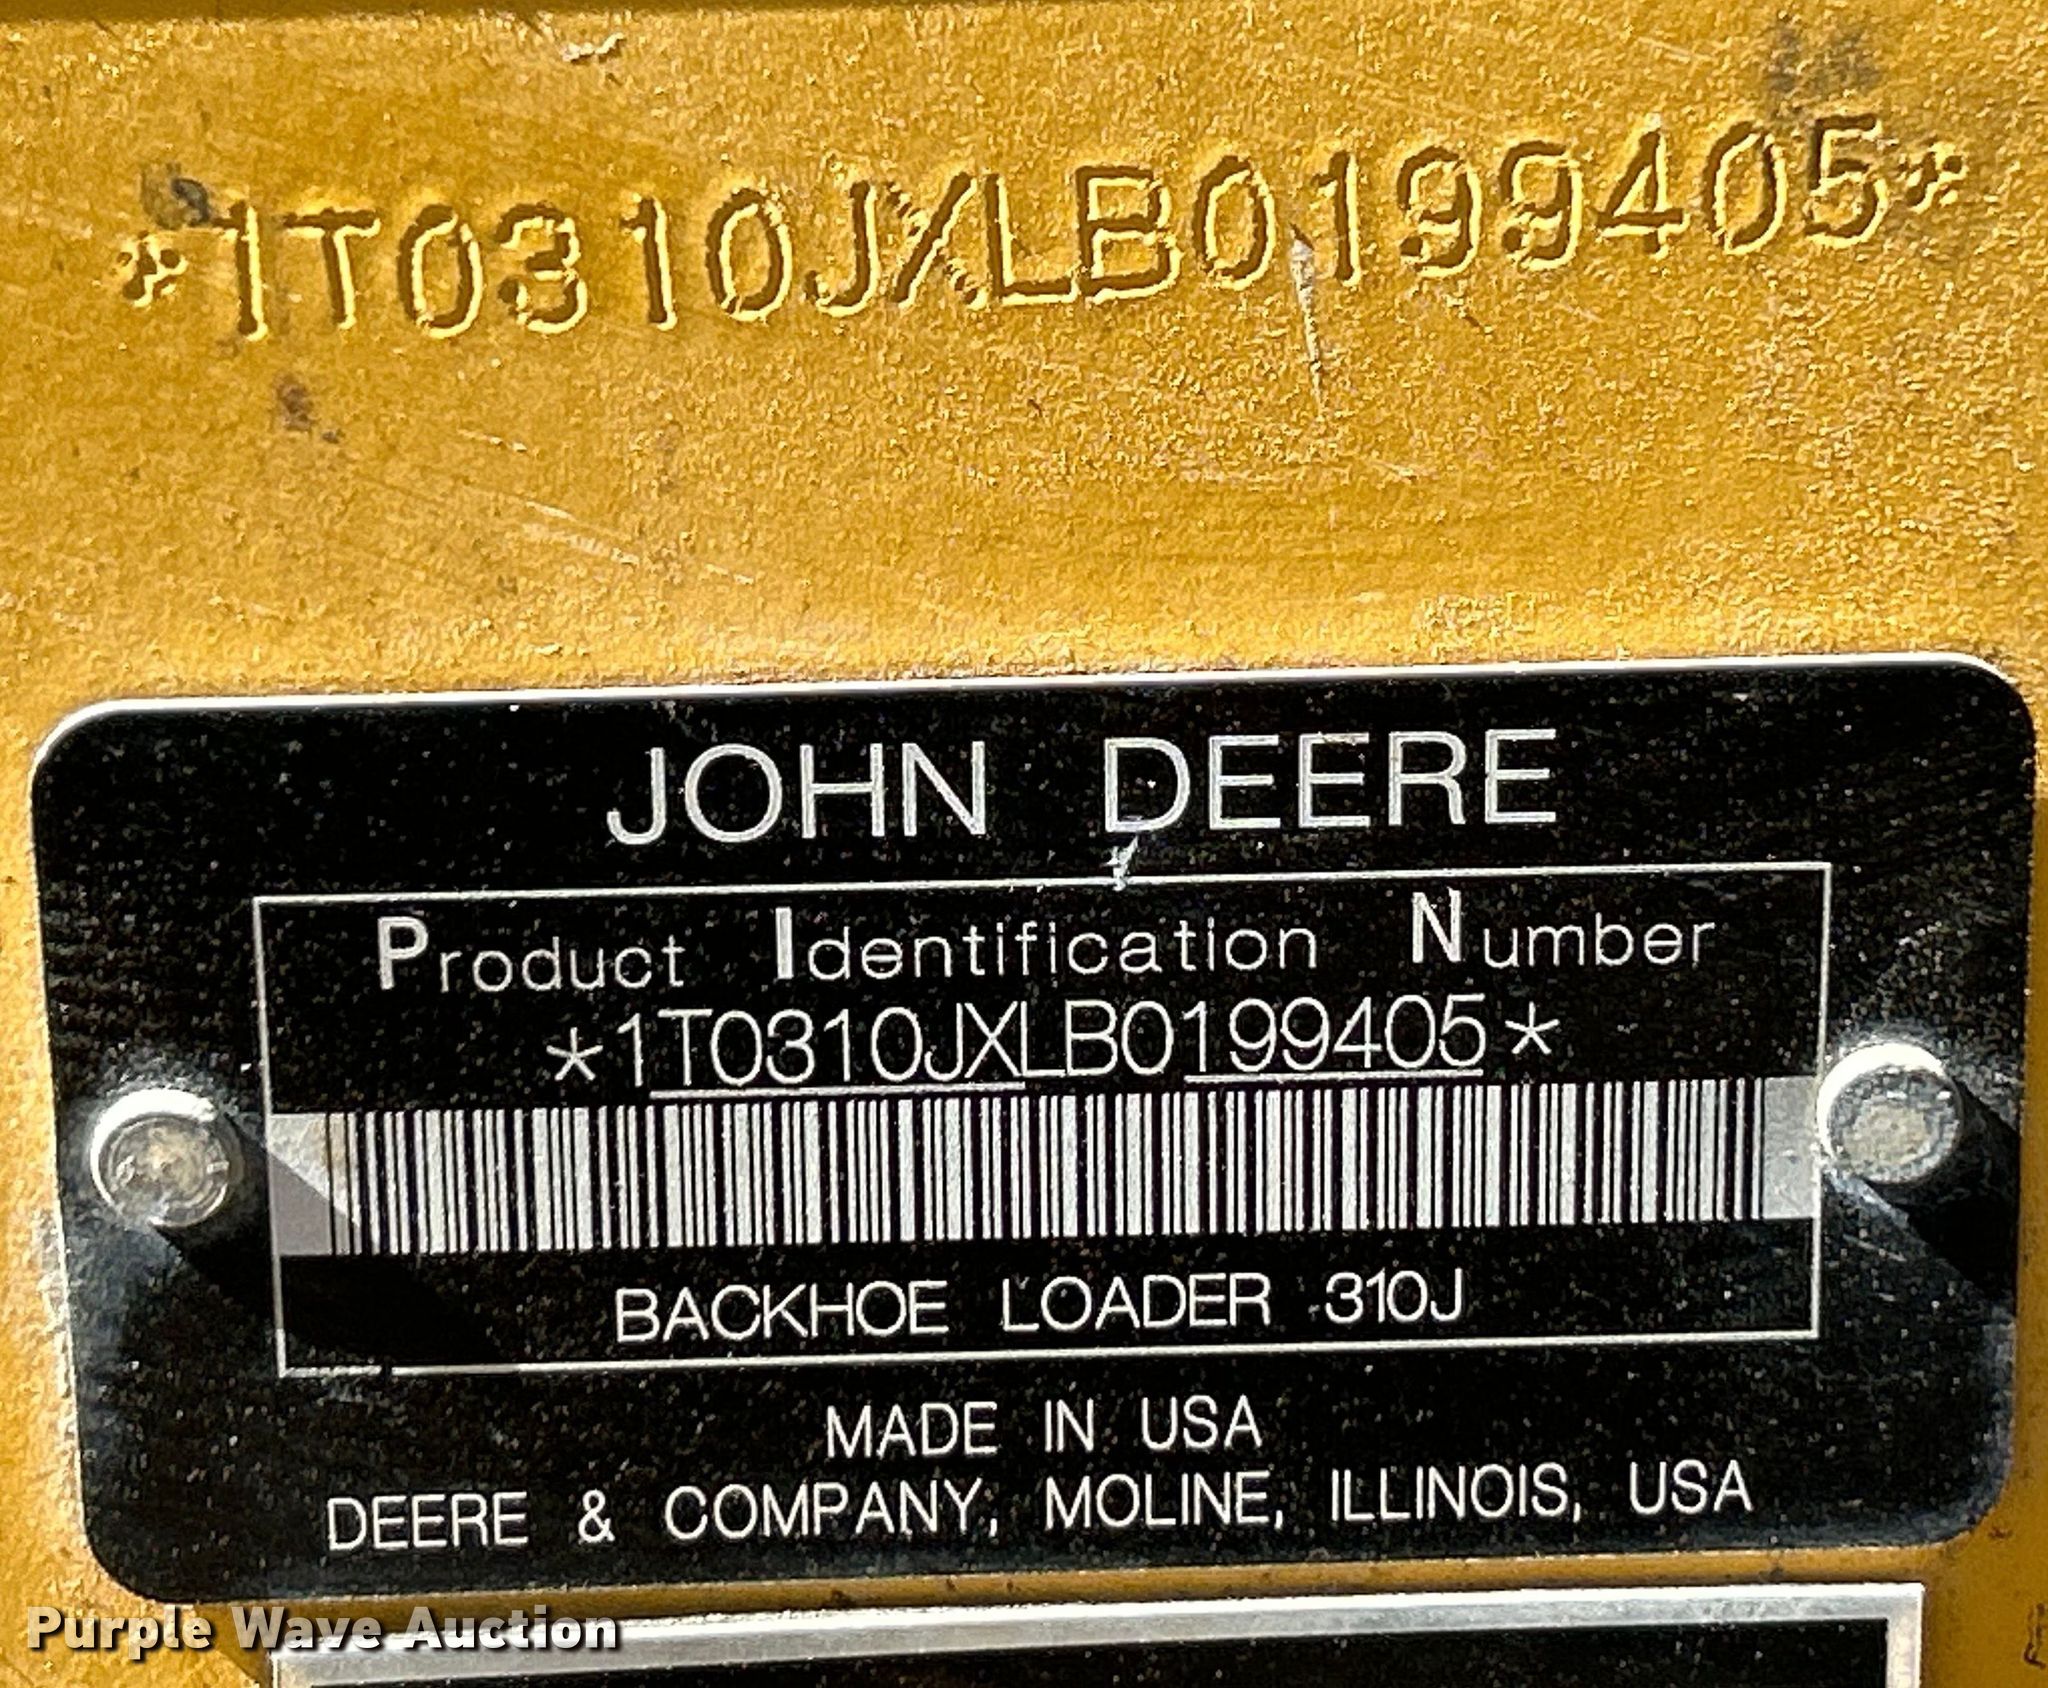 *1T0310JXLB0199405*
JOHN DEERE
Product Identification Number
*1T0310JXLB0199405*
BACKHOE LOADER 310J
MADE IN USA
DEERE & COMPANY, MOLINE, ILLINOIS, USA
Purple Wave Auction